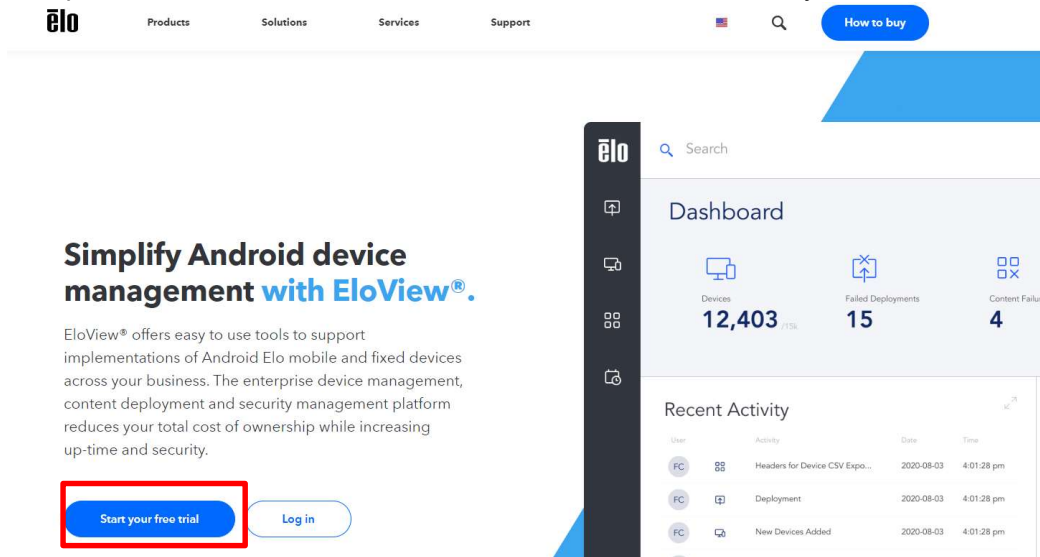 ēlo
Products
Solutions
Services
Support
How to buy
Simplify Android device
management with EloView®.
EloView® offers easy to use tools to support
implementations of Android Elo mobile and fixed devices
across your business. The enterprise device management,
content deployment and security management platform
reduces your total cost of ownership while increasing
up-time and security.
Start your free trial
Log in
ēlo
Search
Dashboard
Devices
12,403 /15k
Failed Deployments
15
Content Failu
4
Recent Activity
User Activity Date Time
FC Headers for Device CSV Expo... 2020-08-03 4:01:28 pm
FC Deployment 2020-08-03 4:01:28 pm
FC New Devices Added 2020-08-03 4:01:28 pm